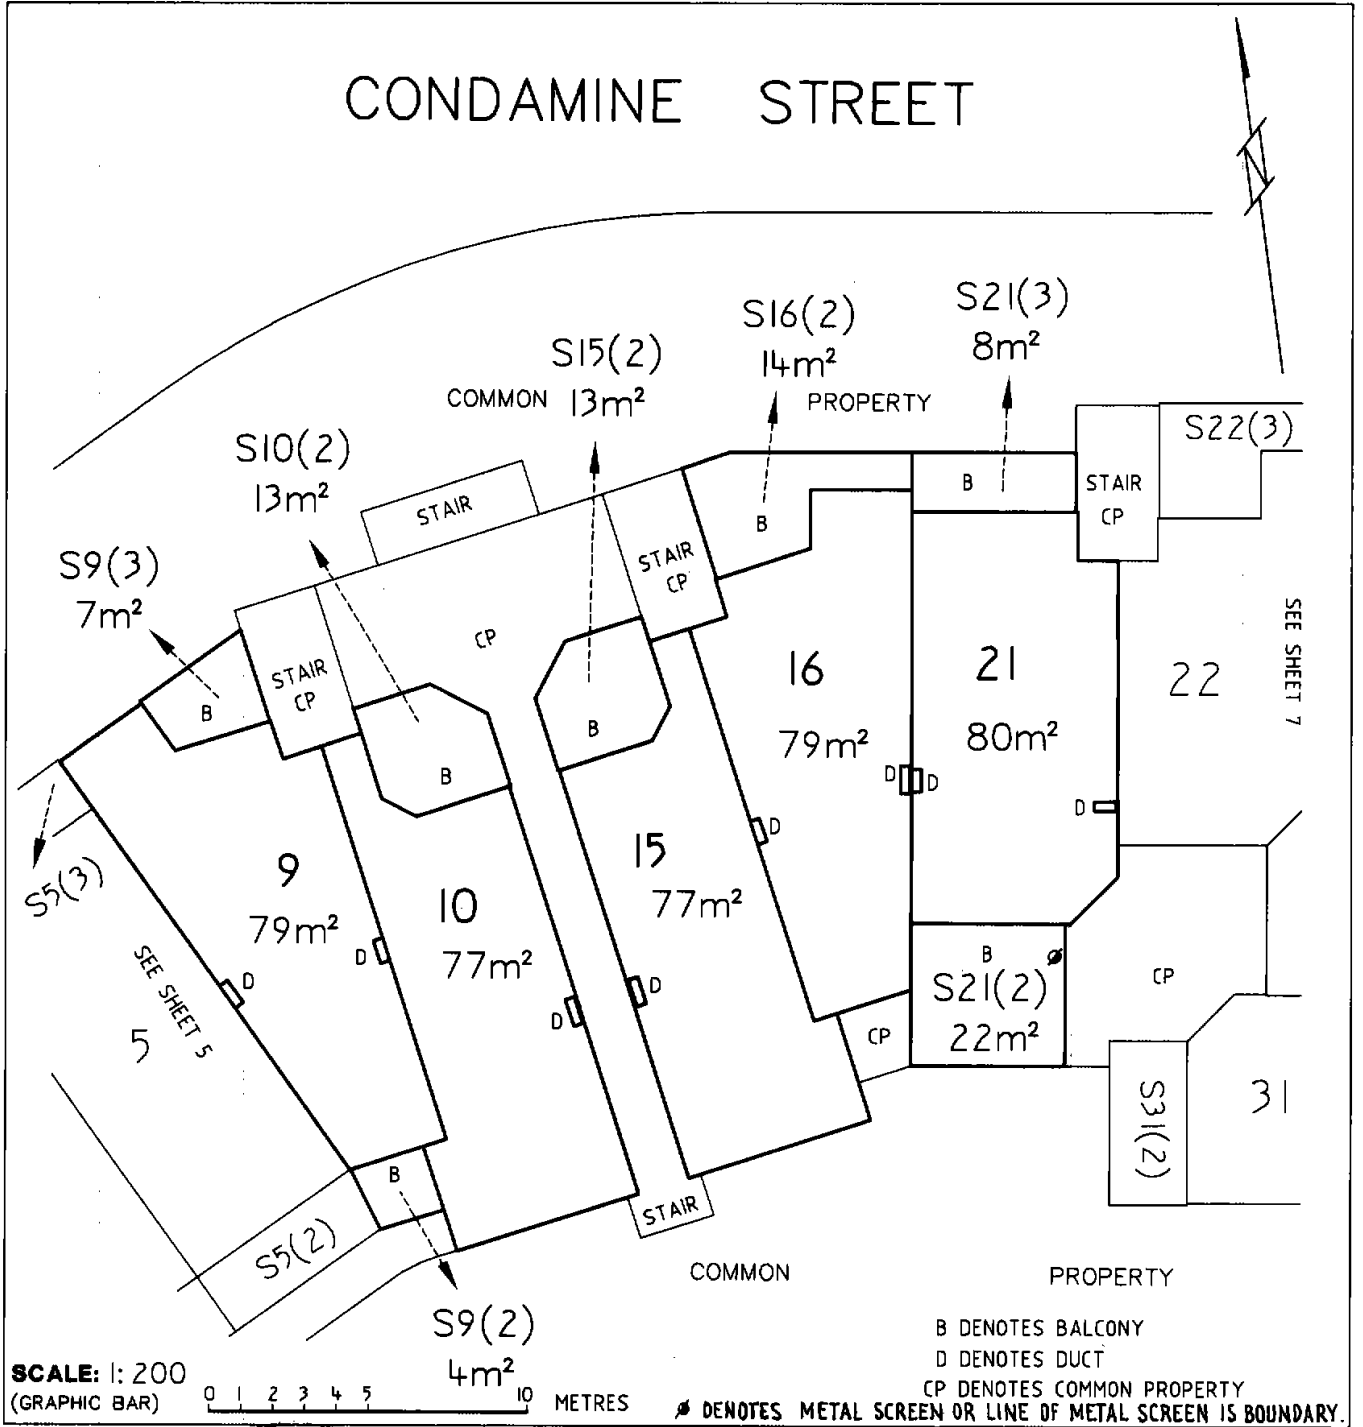 CONDAMINE STREET
N
S21(3)
8m²
S16(2)
14m²
S15(2)
13m²
COMMON PROPERTY
S22(3)
S10(2)
13m²
STAIR
B
STAIR
CP
B
STAIR
CP
S9(3)
7m²
CP
STAIR
CP
B
B
B
SEE SHEET 7
16
79m²
21
80m²
22
D
D
D
D
15
77m²
9
79m²
10
77m²
S5(3)
D
D
D
D
SEE SHEET 5
5
B
S21(2)
22m²
CP
CP
31
S31(2)
B
STAIR
S5(2)
COMMON PROPERTY
S9(2)
4m²
B DENOTES BALCONY
D DENOTES DUCT
CP DENOTES COMMON PROPERTY
DENOTES METAL SCREEN OR LINE OF METAL SCREEN IS BOUNDARY.
SCALE: 1:200
(GRAPHIC BAR)
0 1 2 3 4 5 10 METRES